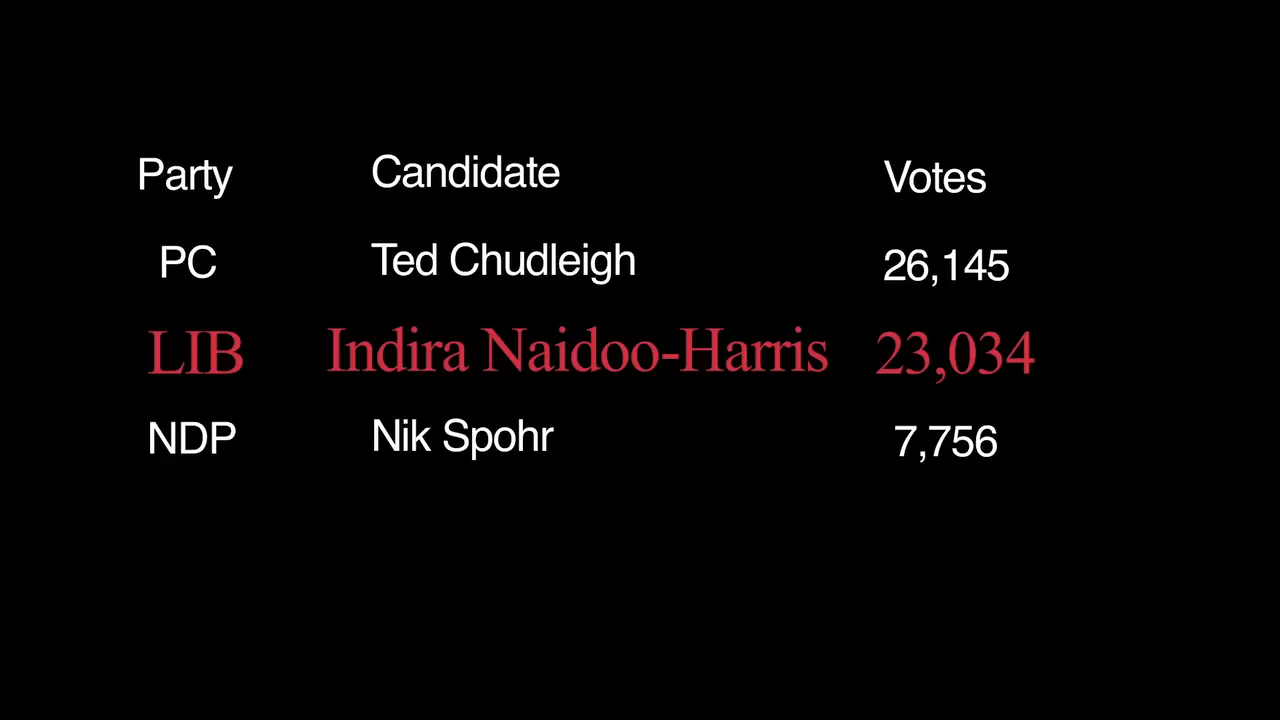 Party Candidate Votes
PC Ted Chudleigh 26,145
LIB Indira Naidoo-Harris 23,034
NDP Nik Spohr 7,756